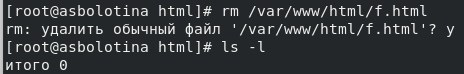 [root@asbolotina html]# rm /var/www/html/f.html
rm: удалить обычный файл '/var/www/html/f.html'? y
[root@asbolotina html]# ls -l
итого 0